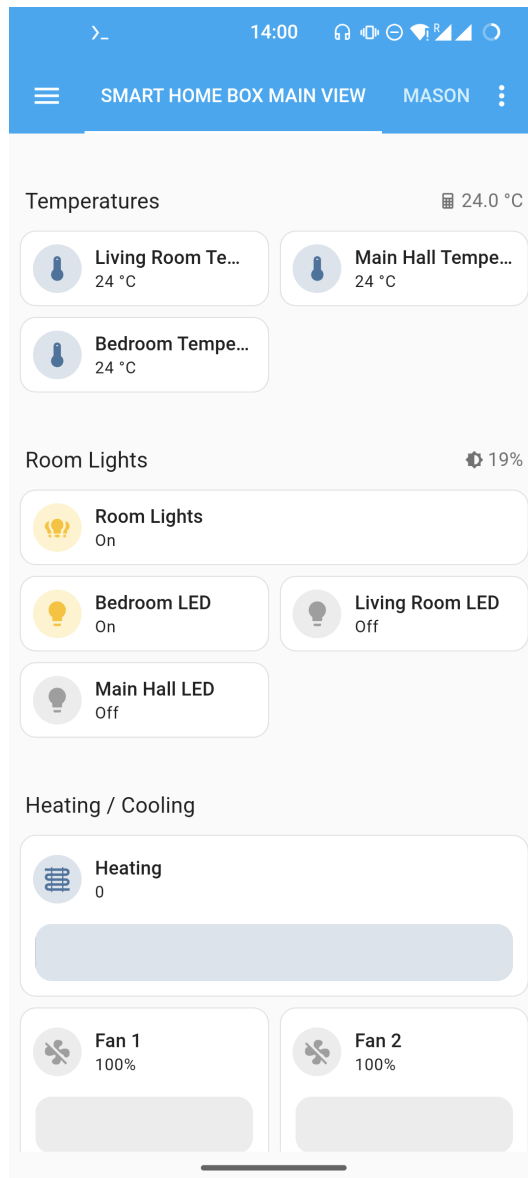 14:00
R
SMART HOME BOX MAIN VIEW MASON
Temperatures 24.0 °C
Living Room Te... Main Hall Tempe...
24 °C 24 °C
Bedroom Tempe...
24 °C
Room Lights 19%
Room Lights
On
Bedroom LED Living Room LED
On Off
Main Hall LED
Off
Heating / Cooling
Heating
0
Fan 1 Fan 2
100% 100%